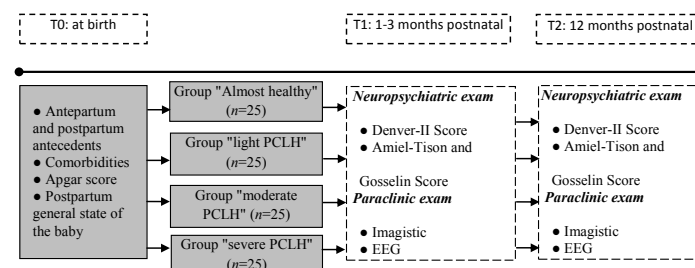 T0: at birth
T1: 1-3 months postnatal
T2: 12 months postnatal
● Antepartum
and postpartum
antecedents
● Comorbidities
● Apgar score
● Postpartum
general state of
the baby
Group "Almost healthy"
(n=25)
Group "light PCLH"
(n=25)
Group "moderate
PCLH" (n=25)
Group "severe PCLH"
(n=25)
Neuropsychiatric exam
● Denver-II Score
● Amiel-Tison and
Gosselin Score
Paraclinic exam
● Imagistic
● EEG
Neuropsychiatric exam
● Denver-II Score
● Amiel-Tison and
Gosselin Score
Paraclinic exam
● Imagistic
● EEG